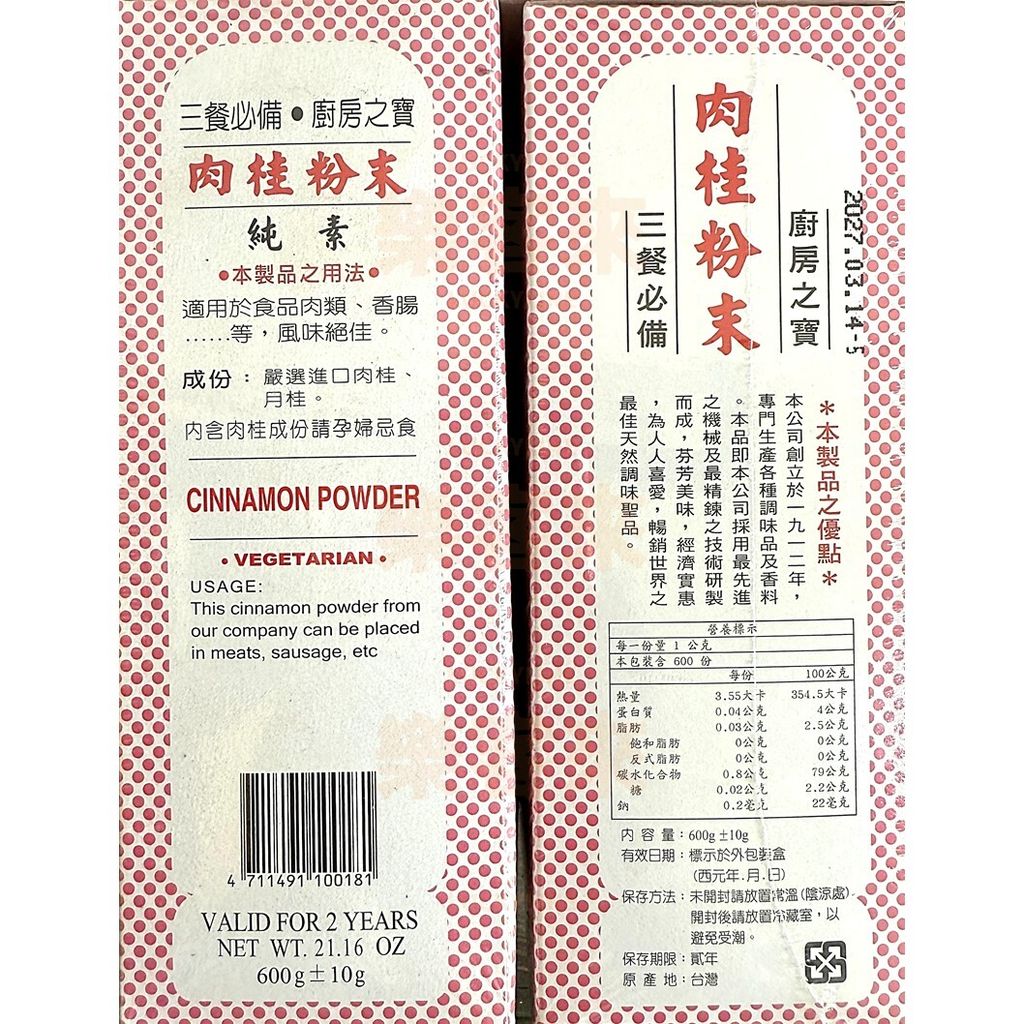 三餐必備●廚房之寶
肉桂粉末
純素
●本製品之用法●
適用於食品肉類、香腸
......等，風味絕佳。
成份：嚴選進口肉桂、
月桂。
內含肉桂成份請孕婦忌食
CINNAMON POWDER
• VEGETARIAN •
USAGE:
This cinnamon powder from
our company can be placed
in meats, sausage, etc
4 711491 100181
VALID FOR 2 YEARS
NET WT. 21.16 OZ
600g±10g
2027.03.14-5
廚房之寶
肉桂粉末
三餐必備
＊本製品之優點＊
本公司創立於一九一二年，
專門生產各種調味品及香料
。本品即本公司採用最先進
之機械及最精鍊之技術研製
而成，芬芳美味，經濟實惠
，為人人喜愛，暢銷世界之
最佳天然調味聖品。
營養標示
每一份量 1 公克
本包裝含 600 份
每份 100公克
熱量 3.55大卡 354.5大卡
蛋白質 0.04公克 4公克
脂肪 0.03公克 2.5公克
飽和脂肪 0公克 0公克
反式脂肪 0公克 0公克
碳水化合物 0.8公克 79公克
糖 0.02公克 2.2公克
鈉 0.2毫克 22毫克
內容量：600g±10g
有效日期：標示於外包裝盒
(西元年.月.日)
保存方法：未開封請放置常溫(陰涼處)
開封後請放置冷藏室，以
避免受潮。
保存期限：貳年
原產地：台灣